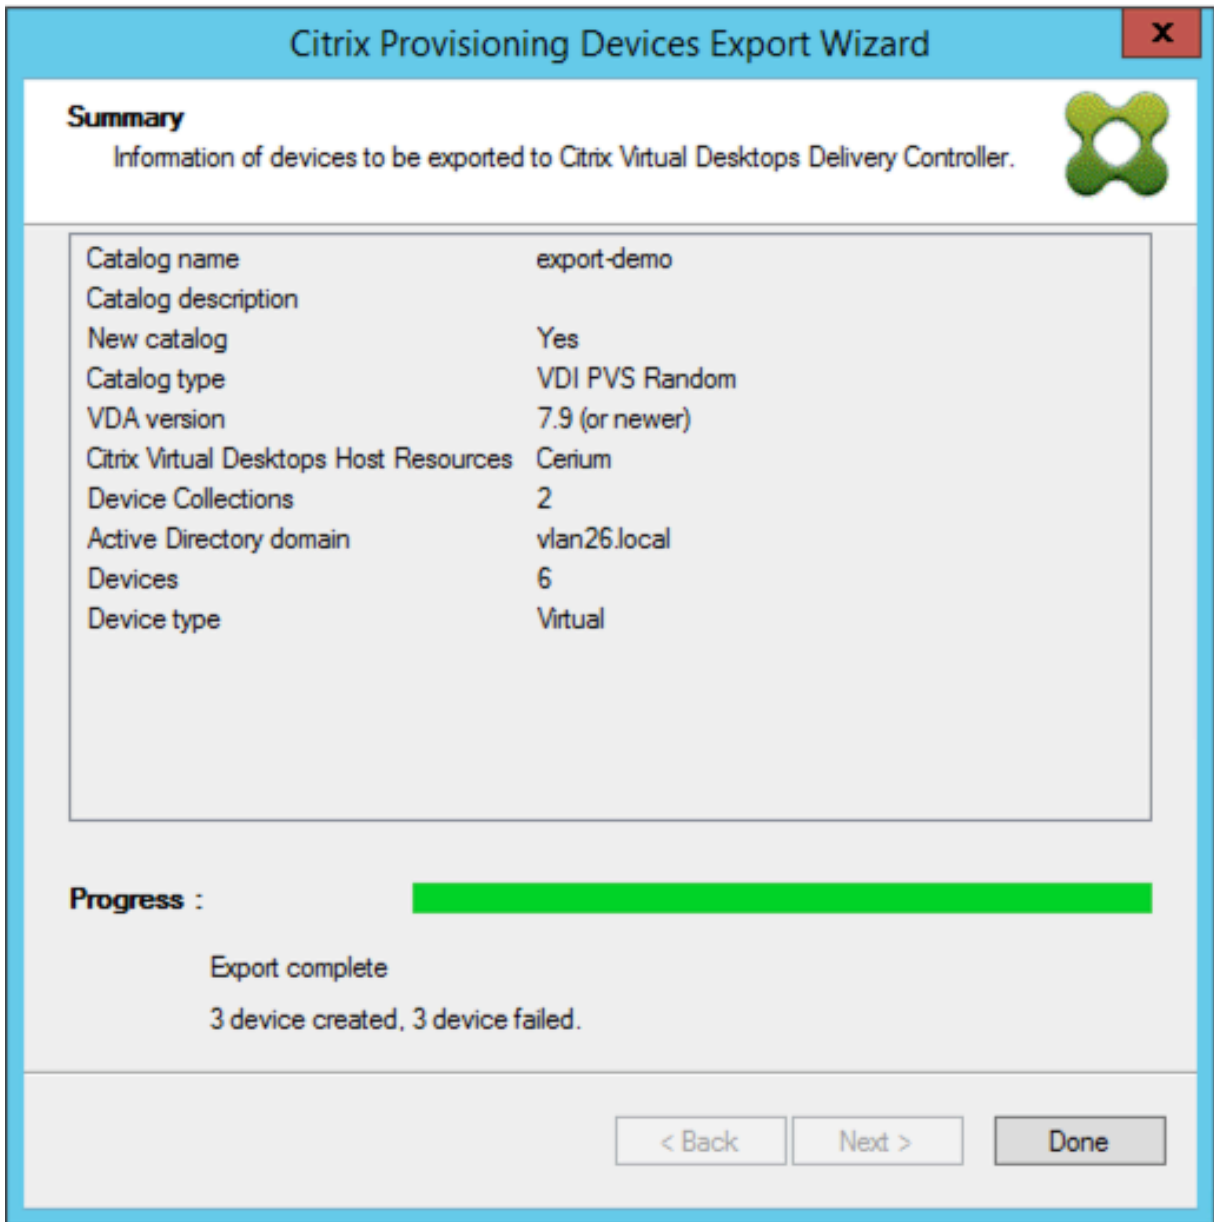 Citrix Provisioning Devices Export Wizard
x
Summary
Information of devices to be exported to Citrix Virtual Desktops Delivery Controller.
Catalog name export-demo
Catalog description
New catalog Yes
Catalog type VDI PVS Random
VDA version 7.9 (or newer)
Citrix Virtual Desktops Host Resources Cerium
Device Collections 2
Active Directory domain vlan26.local
Devices 6
Device type Virtual
Progress :
Export complete
3 device created, 3 device failed.
< Back Next > Done